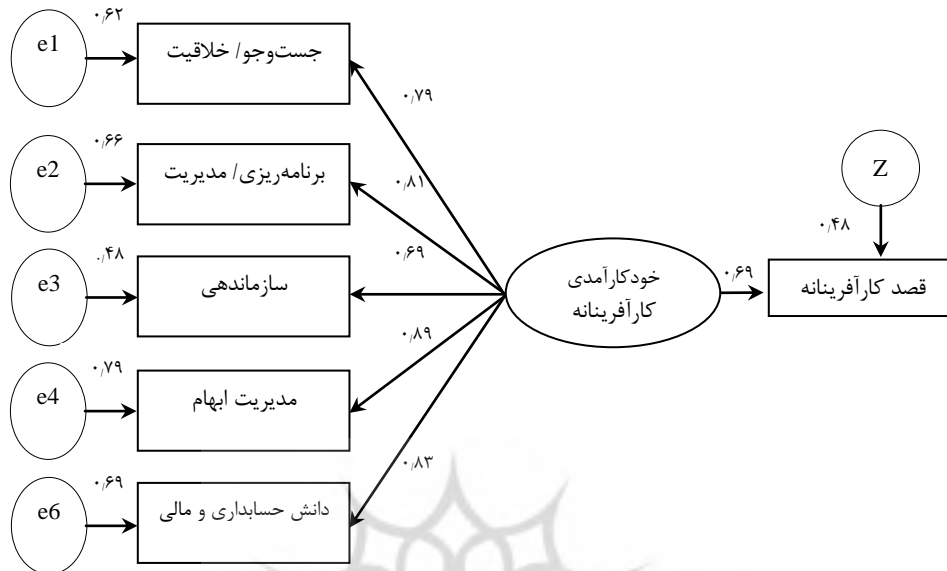 e1
۰٫۶۲
جست‌وجو/ خلاقیت
۰٫۷۹
e2
۰٫۶۶
برنامه‌ریزی/ مدیریت
۰٫۸۱
Z
۰٫۴۸
e3
.٫۴۸
سازماندهی
۰٫۶۹
خودکارآمدی
کارآفرینانه
۰٫۶۹
قصد کارآفرینانه
e4
۰٫۷۹
مدیریت ابهام
۰٫۸۹
e6
۰٫۶۹
دانش حسابداری و مالی
۰٫۸۳